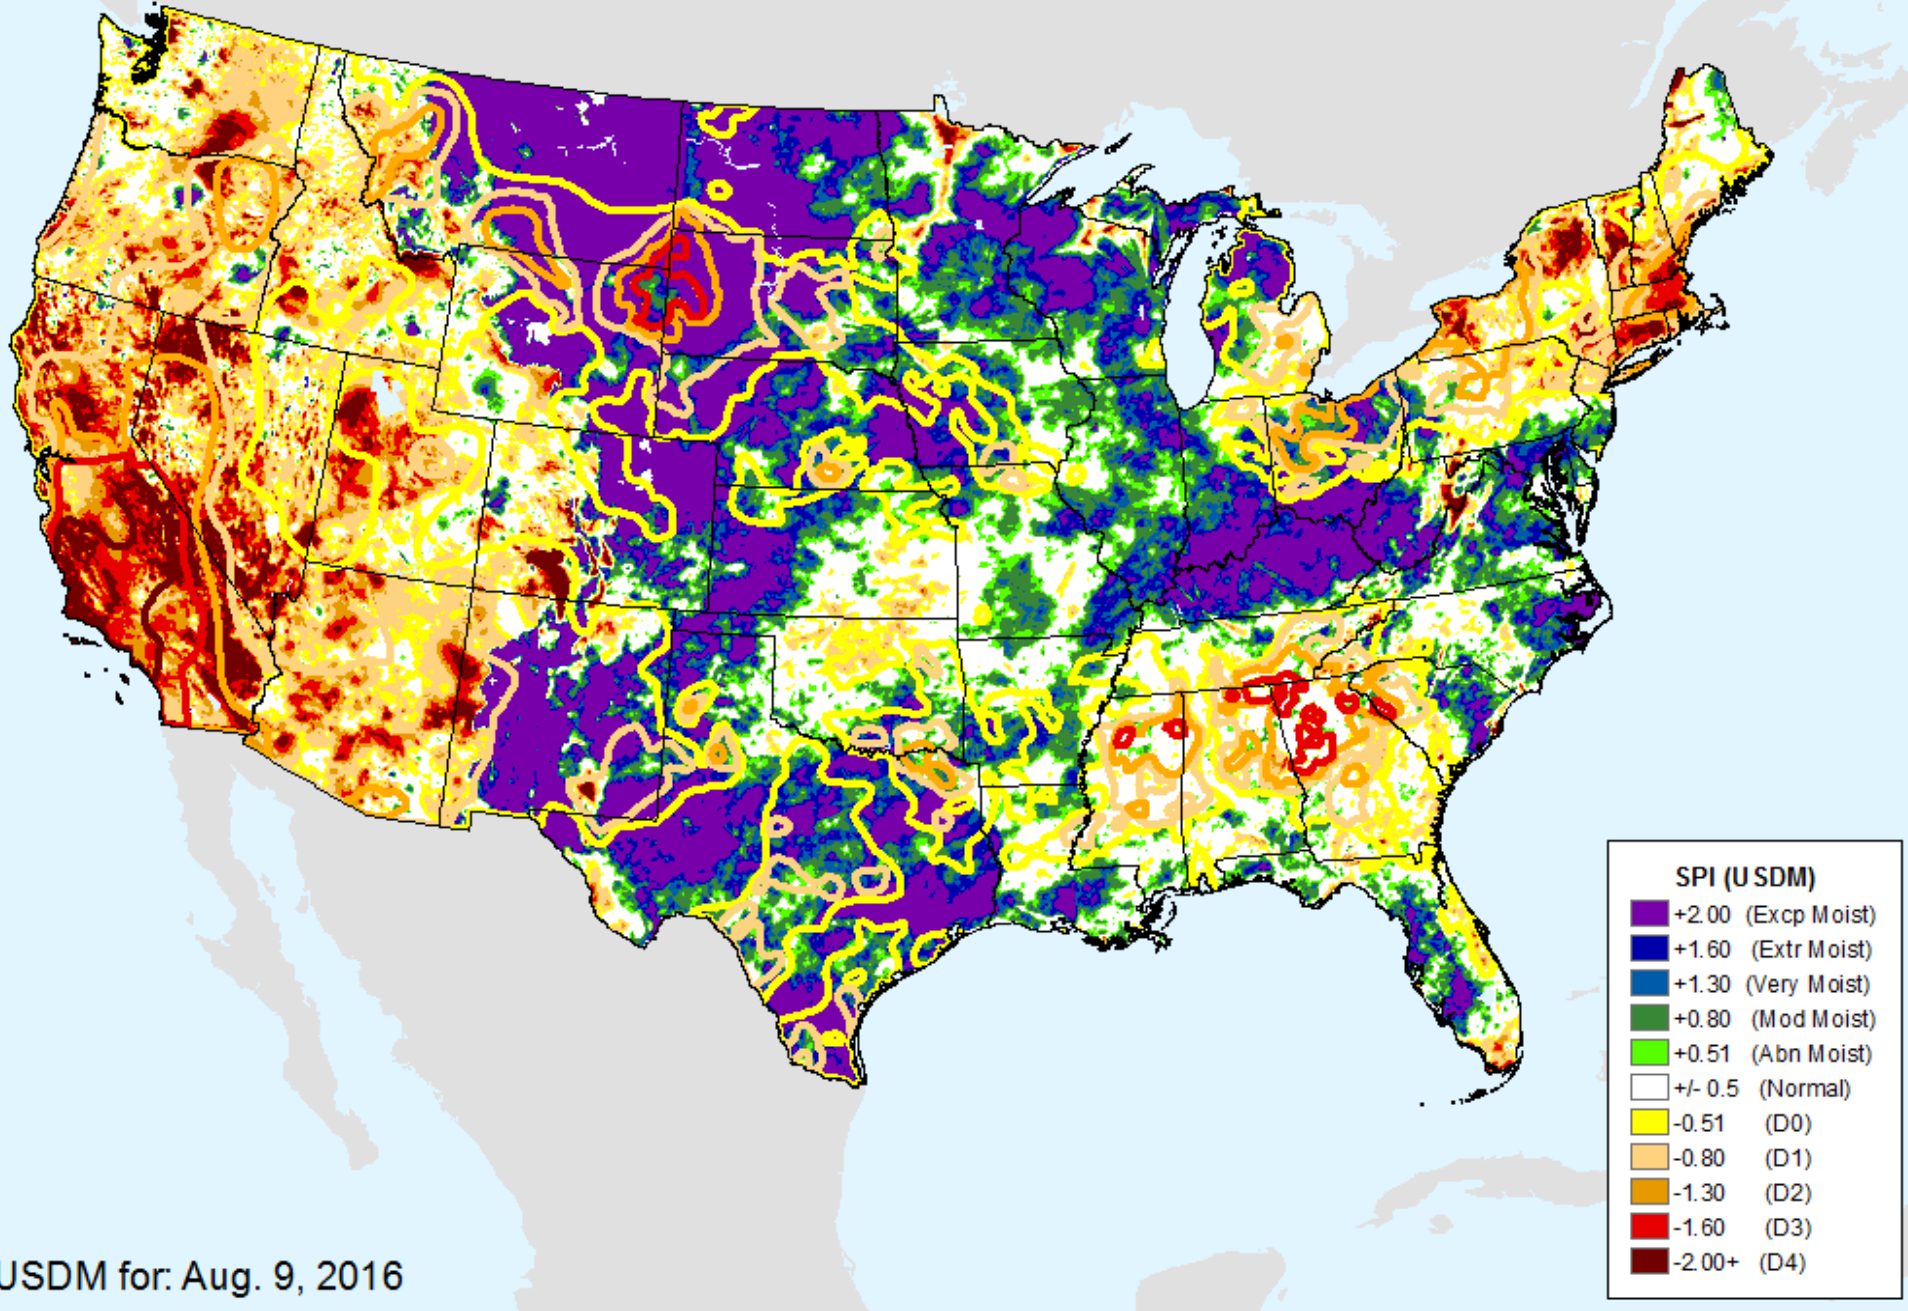 SPI (USDM)
+2.00 (Excp Moist)
+1.60 (Extr Moist)
+1.30 (Very Moist)
+0.80 (Mod Moist)
+0.51 (Abn Moist)
+/- 0.5 (Normal)
-0.51 (D0)
-0.80 (D1)
-1.30 (D2)
-1.60 (D3)
-2.00+ (D4)
USDM for: Aug. 9, 2016